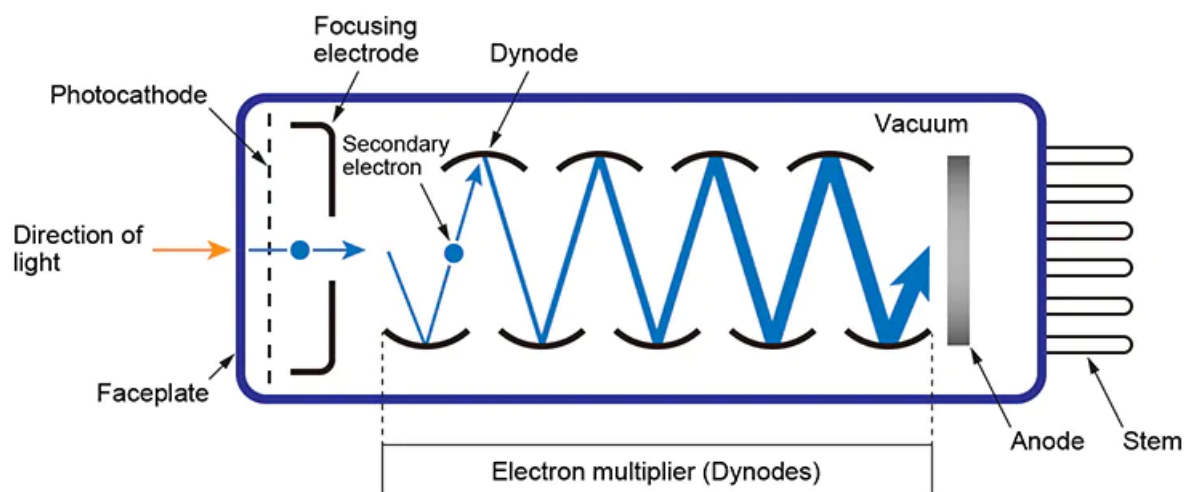 Focusing
electrode
Dynode
Photocathode
Secondary
electron
Vacuum
Direction of
light
Faceplate
Anode
Stem
Electron multiplier (Dynodes)